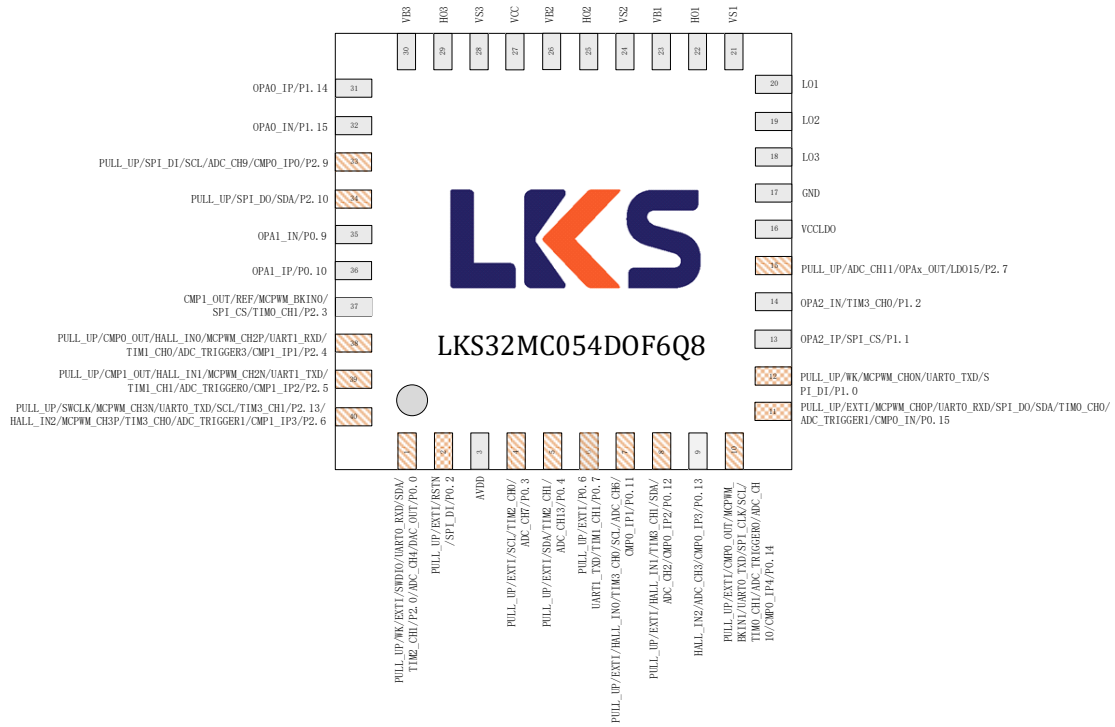 VB3
HO3
VS3
VCC
VB2
HO2
VS2
VB1
HO1
VS1
30
29
28
27
26
25
24
23
22
21
OPA0_IP/P1.14
31
OPA0_IN/P1.15
32
PULL_UP/SPI_DI/SCL/ADC_CH9/CMP0_IP0/P2.9
33
PULL_UP/SPI_DO/SDA/P2.10
34
OPA1_IN/P0.9
35
OPA1_IP/P0.10
36
CMP1_OUT/REF/MCPWM_BKIN0/
SPI_CS/TIM0_CH1/P2.3
37
PULL_UP/CMP0_OUT/HALL_IN0/MCPWM_CH2P/UART1_RXD/
TIM1_CH0/ADC_TRIGGER3/CMP1_IP1/P2.4
38
PULL_UP/CMP1_OUT/HALL_IN1/MCPWM_CH2N/UART1_TXD/
TIM1_CH1/ADC_TRIGGER0/CMP1_IP2/P2.5
39
PULL_UP/SWCLK/MCPWM_CH3N/UART0_TXD/SCL/TIM3_CH1/P2.13/
HALL_IN2/MCPWM_CH3P/TIM3_CH0/ADC_TRIGGER1/CMP1_IP3/P2.6
40
LKS
LKS32MC054DOF6Q8
20
LO1
19
LO2
18
LO3
17
GND
16
VCCLDO
15
PULL_UP/ADC_CH11/OPAx_OUT/LDO15/P2.7
14
OPA2_IN/TIM3_CH0/P1.2
13
OPA2_IP/SPI_CS/P1.1
12
PULL_UP/WK/MCPWM_CH0N/UART0_TXD/S
PI_DI/P1.0
11
PULL_UP/EXTI/MCPWM_CH0P/UART0_RXD/SPI_DO/SDA/TIM0_CH0/
ADC_TRIGGER1/CMP0_IN/P0.15
1
2
3
4
5
6
7
8
9
10
PULL_UP/WK/EXTI/SWDIO/UART0_RXD/SDA/
TIM2_CH1/P2.0/ADC_CH4/DAC_OUT/P0.0
PULL_UP/EXTI/RSTN
/SPI_DI/P0.2
AVDD
PULL_UP/EXTI/SCL/TIM2_CH0/
ADC_CH7/P0.3
PULL_UP/EXTI/SDA/TIM2_CH1/
ADC_CH13/P0.4
PULL_UP/EXTI/P0.6
UART1_TXD/TIM1_CH1/P0.7
PULL_UP/EXTI/HALL_IN0/TIM3_CH0/SCL/ADC_CH6/
CMP0_IP1/P0.11
PULL_UP/EXTI/HALL_IN1/TIM3_CH1/SDA/
ADC_CH2/CMP0_IP2/P0.12
HALL_IN2/ADC_CH3/CMP0_IP3/P0.13
PULL_UP/EXTI/CMP0_OUT/MCPWM_
BKIN1/UART0_TXD/SPI_CLK/SCL/
TIM0_CH1/ADC_TRIGGER0/ADC_CH
10/CMP0_IP4/P0.14